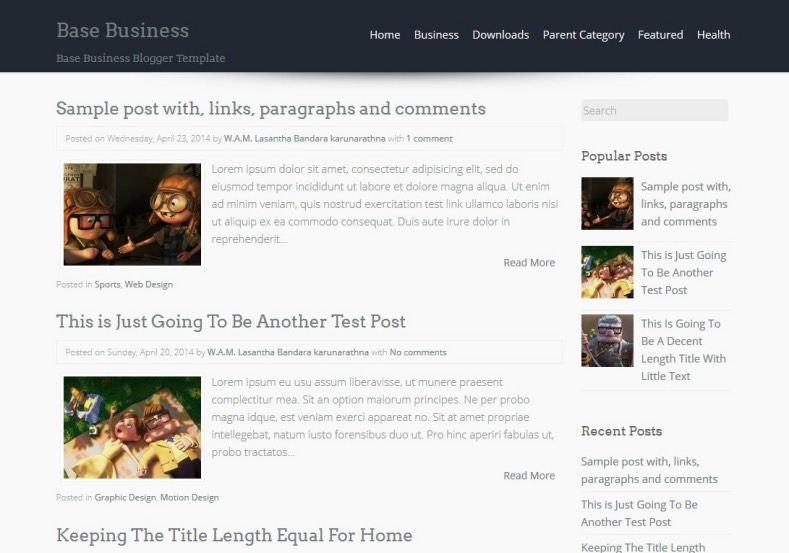 Base Business
Base Business Blogger Template
Home Business Downloads Parent Category Featured Health
Sample post with, links, paragraphs and comments
Posted on Wednesday, April 23, 2014 by W.A.M. Lasantha Bandara karunarathna with 1 comment
Lorem ipsum dolor sit amet, consectetur adipisicing elit, sed do
eiusmod tempor incididunt ut labore et dolore magna aliqua. Ut enim
ad minim veniam, quis nostrud exercitation test link ullamco laboris nisi
ut aliquip ex ea commodo consequat. Duis aute irure dolor in
reprehenderit...
Read More
Posted in Sports, Web Design
This is Just Going To Be Another Test Post
Posted on Sunday, April 20, 2014 by W.A.M. Lasantha Bandara karunarathna with No comments
Lorem ipsum eu usu assum liberavisse, ut munere praesent
complectitur mea. Sit an option maiorum principes. Ne per probo
magna idque, est veniam exerci appareat no. Sit at amet propriae
intellegebat, natum iusto forensibus duo ut. Pro hinc aperiri fabulas ut,
probo tractatos...
Read More
Posted in Graphic Design, Motion Design
Keeping The Title Length Equal For Home
Search
Popular Posts
Sample post with,
links, paragraphs
and comments
This is Just Going
To Be Another
Test Post
This Is Going To
Be A Decent
Length Title With
Little Text
Recent Posts
Sample post with, links,
paragraphs and comments
This is Just Going To Be
Another Test Post
Keeping The Title Length